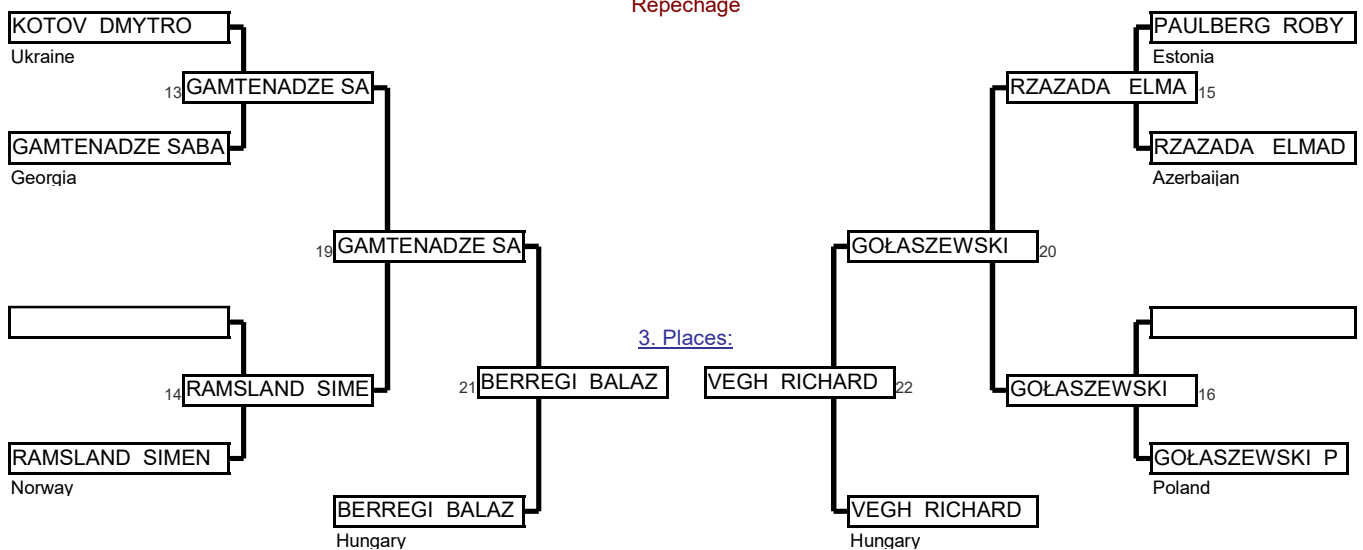 Repechage
KOTOV DMYTRO
Ukraine
PAULBERG ROBY
Estonia
13 GAMTENADZE SA
RZAZADA ELMA 15
GAMTENADZE SABA
Georgia
RZAZADA ELMAD
Azerbaijan
19 GAMTENADZE SA
GOŁASZEWSKI 20
3. Places:
14 RAMSLAND SIME
21 BERREGI BALAZ
VEGH RICHARD 22
GOŁASZEWSKI 16
RAMSLAND SIMEN
Norway
GOŁASZEWSKI P
Poland
BERREGI BALAZ
Hungary
VEGH RICHARD
Hungary